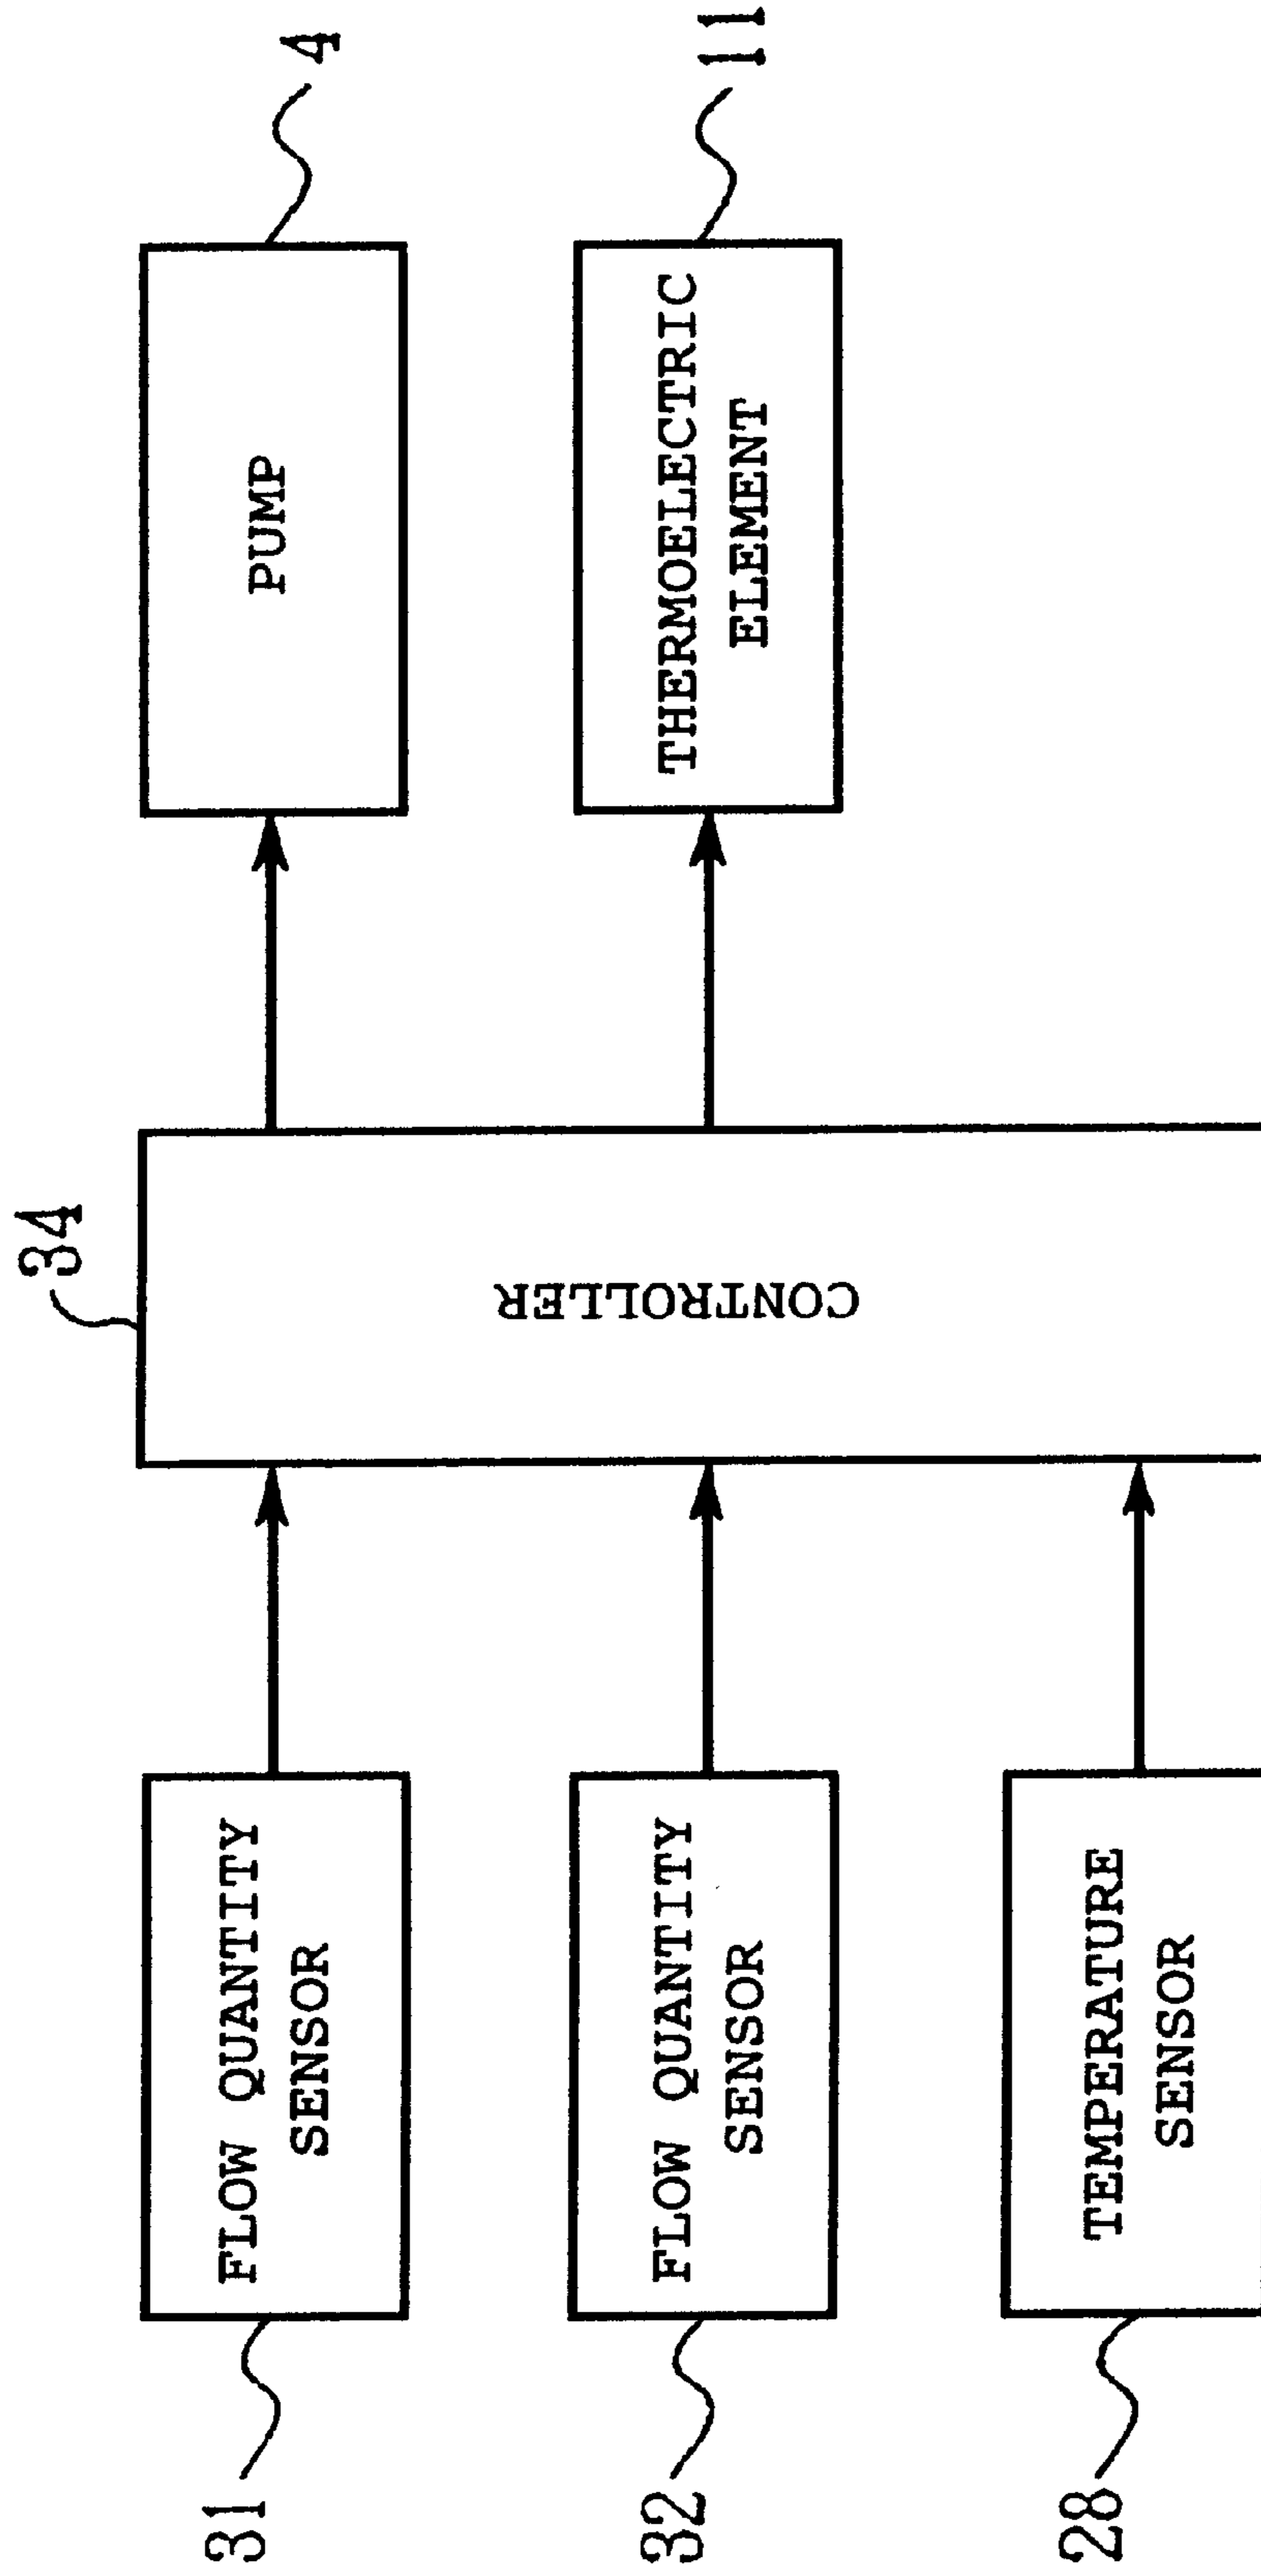 34
31
FLOW QUANTITY
SENSOR
32
FLOW QUANTITY
SENSOR
28
TEMPERATURE
SENSOR
CONTROLLER
PUMP
4
THERMOELECTRIC
ELEMENT
11